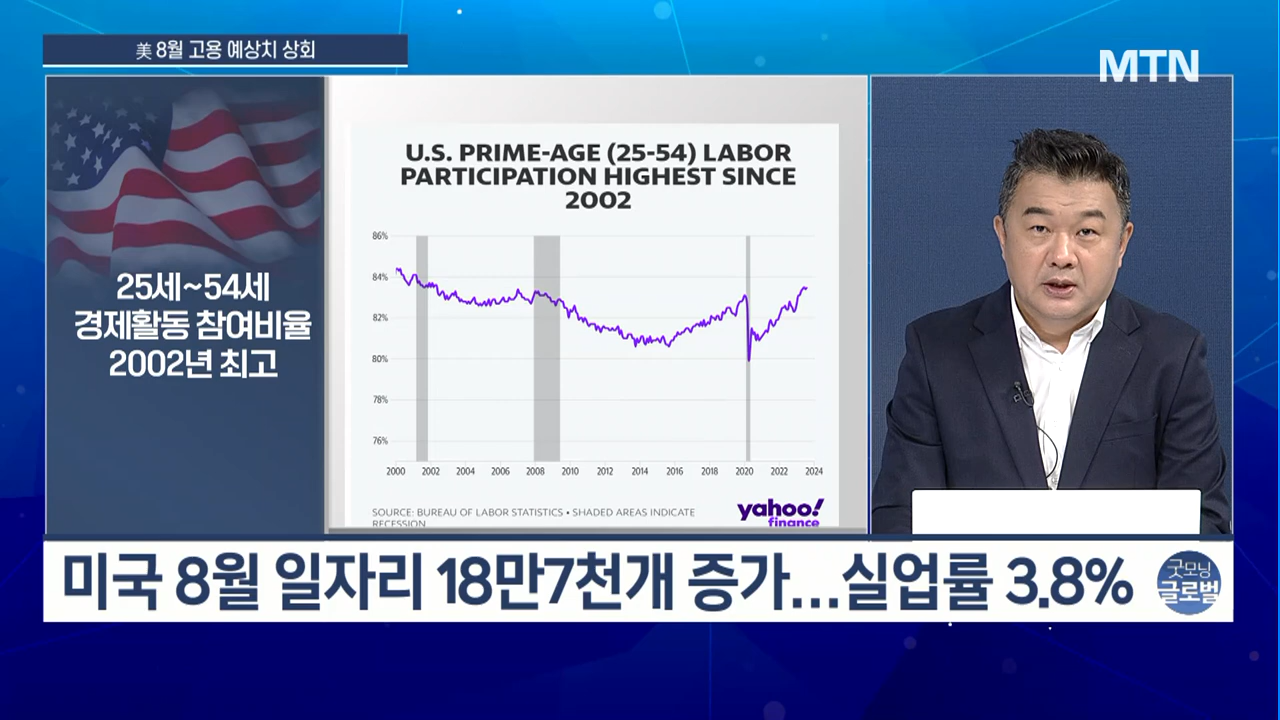 美 8월 고용 예상치 상회
MTN
25세~54세
경제활동 참여비율
2002년 최고
U.S. PRIME-AGE (25-54) LABOR
PARTICIPATION HIGHEST SINCE
2002
86%
84%
82%
80%
78%
76%
2000 2002 2004 2006 2008 2010 2012 2014 2016 2018 2020 2022 2024
SOURCE: BUREAU OF LABOR STATISTICS • SHADED AREAS INDICATE
RECESSION
yahoo!
finance
미국 8월 일자리 18만7천개 증가...실업률 3.8%
굿모닝
글로벌